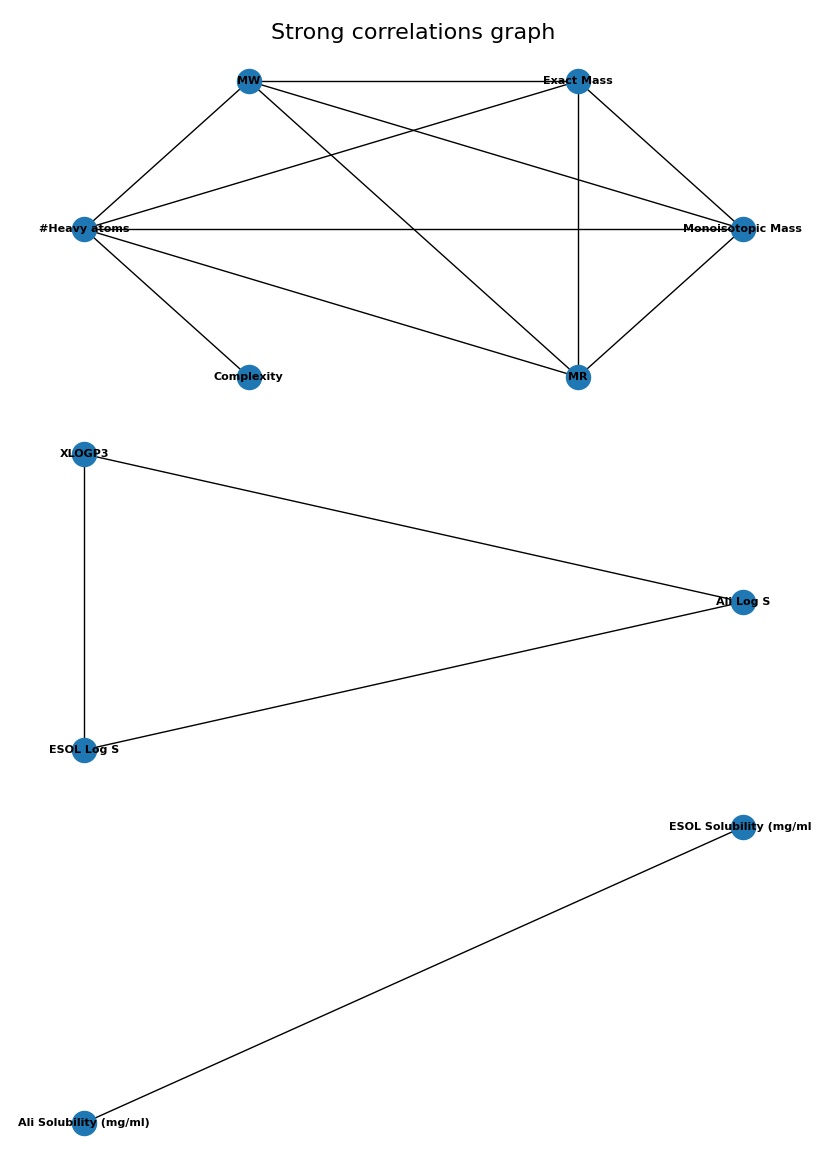 Strong correlations graph
MW
Exact Mass
#Heavy atoms
Monoisotopic Mass
Complexity
MR
XLOGP3
Ali Log S
ESOL Log S
ESOL Solubility (mg/ml
Ali Solubility (mg/ml)